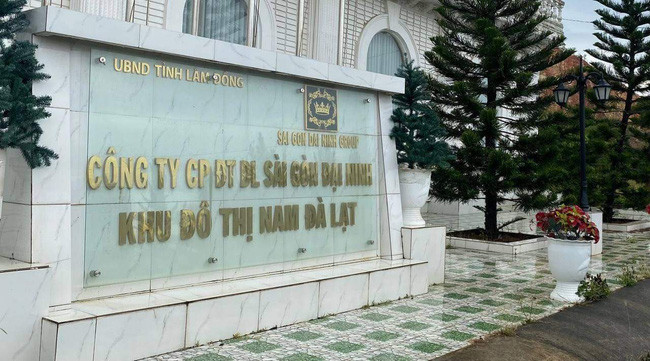 UBND TỈNH LÂM ĐỒNG
SAI GON DAI NINH GROUP
CÔNG TY CP ĐT DL SÀI GÒN ĐẠI NINH
KHU ĐÔ THỊ NAM ĐÀ LẠT